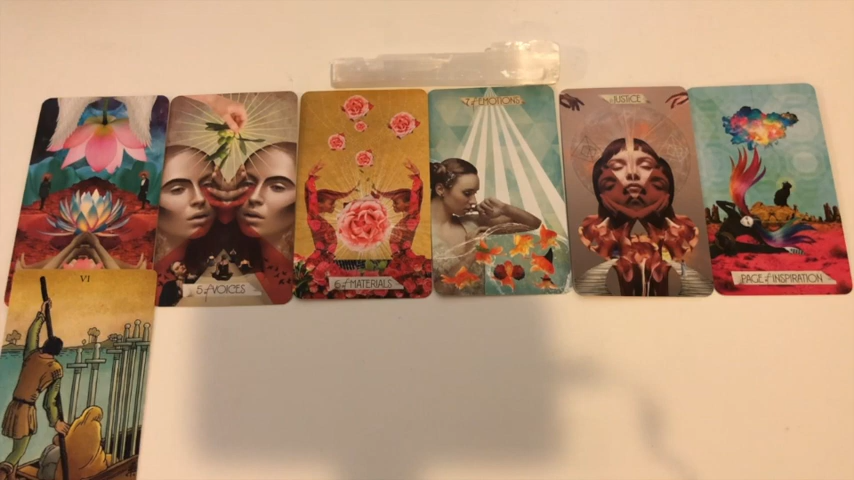 5 of VOICES
6 of MATERIALS
7 of EMOTIONS
JUSTICE
PAGE of INSPIRATION
VI